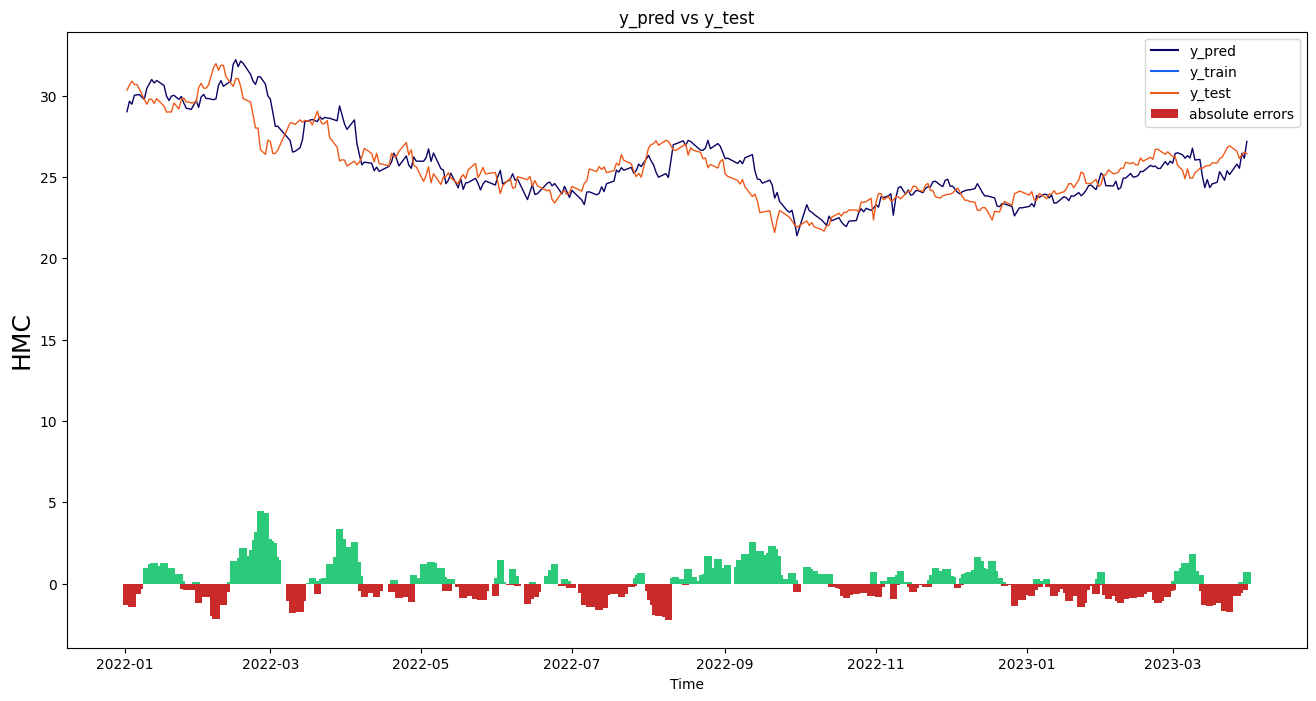 y_pred vs y_test
y_pred
y_train
y_test
absolute errors
HMC
30
25
20
15
10
5
0
2022-01
2022-03
2022-05
2022-07
2022-09
2022-11
2023-01
2023-03
Time